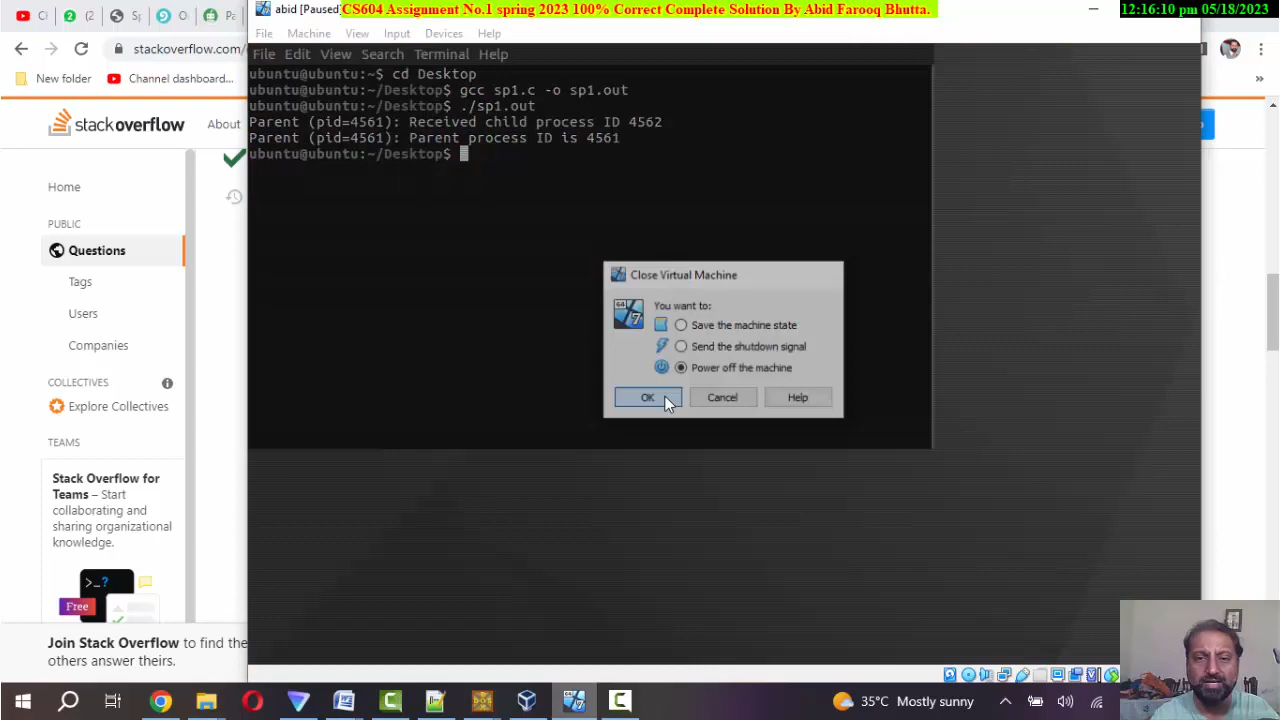 abid [Paused]
CS604 Assignment No.1 spring 2023 100% Correct Complete Solution By Abid Farooq Bhutta.
12:16:10 pm 05/18/2023
File Machine View Input Devices Help
stackoverflow.com/
File Edit View Search Terminal Help
New folder
Channel dashboard...
ubuntu@ubuntu:~$ cd Desktop
ubuntu@ubuntu:~/Desktop$ gcc sp1.c -o sp1.out
ubuntu@ubuntu:~/Desktop$ ./sp1.out
Parent (pid=4561): Received child process ID 4562
Parent (pid=4561): Parent process ID is 4561
ubuntu@ubuntu:~/Desktop$
stackoverflow
About
Home
PUBLIC
Questions
Tags
Users
Companies
COLLECTIVES
Explore Collectives
TEAMS
Stack Overflow for
Teams – Start
collaborating and
sharing organizational
knowledge.
>_?
Free
Join Stack Overflow to find the
others answer theirs.
Close Virtual Machine
64
7
You want to:
Save the machine state
Send the shutdown signal
Power off the machine
OK
Cancel
Help
35°C Mostly sunny